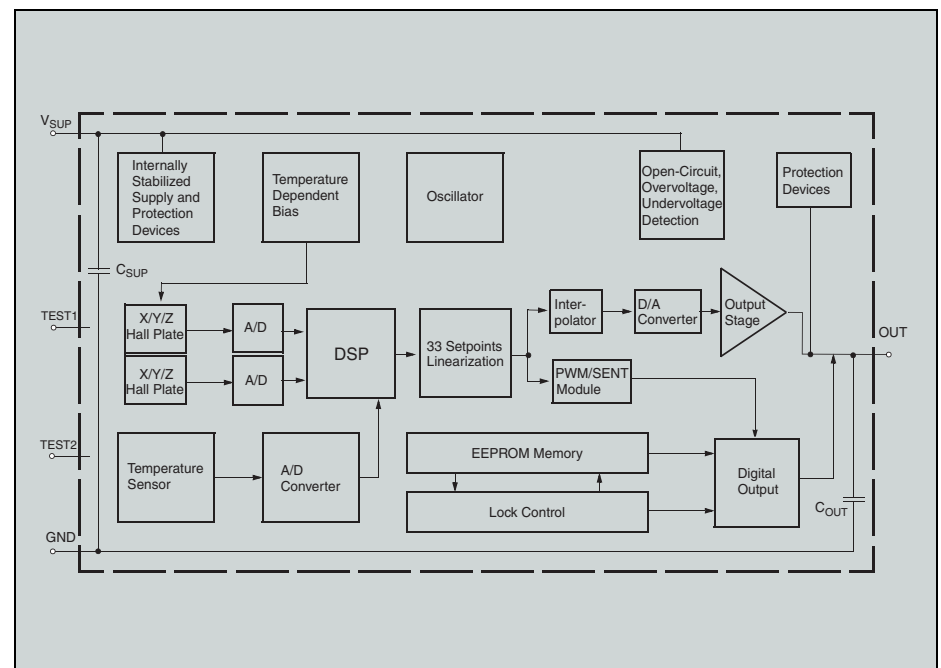 VSUP
Internally
Stabilized
Supply and
Protection
Devices
Temperature
Dependent
Bias
Oscillator
Open-Circuit,
Overvoltage,
Undervoltage
Detection
Protection
Devices
CSUP
TEST1
X/Y/Z
Hall Plate
A/D
X/Y/Z
Hall Plate
A/D
DSP
33 Setpoints
Linearization
Inter-
polator
D/A
Converter
Output
Stage
OUT
PWM/SENT
Module
TEST2
Temperature
Sensor
A/D
Converter
EEPROM Memory
Lock Control
Digital
Output
COUT
GND